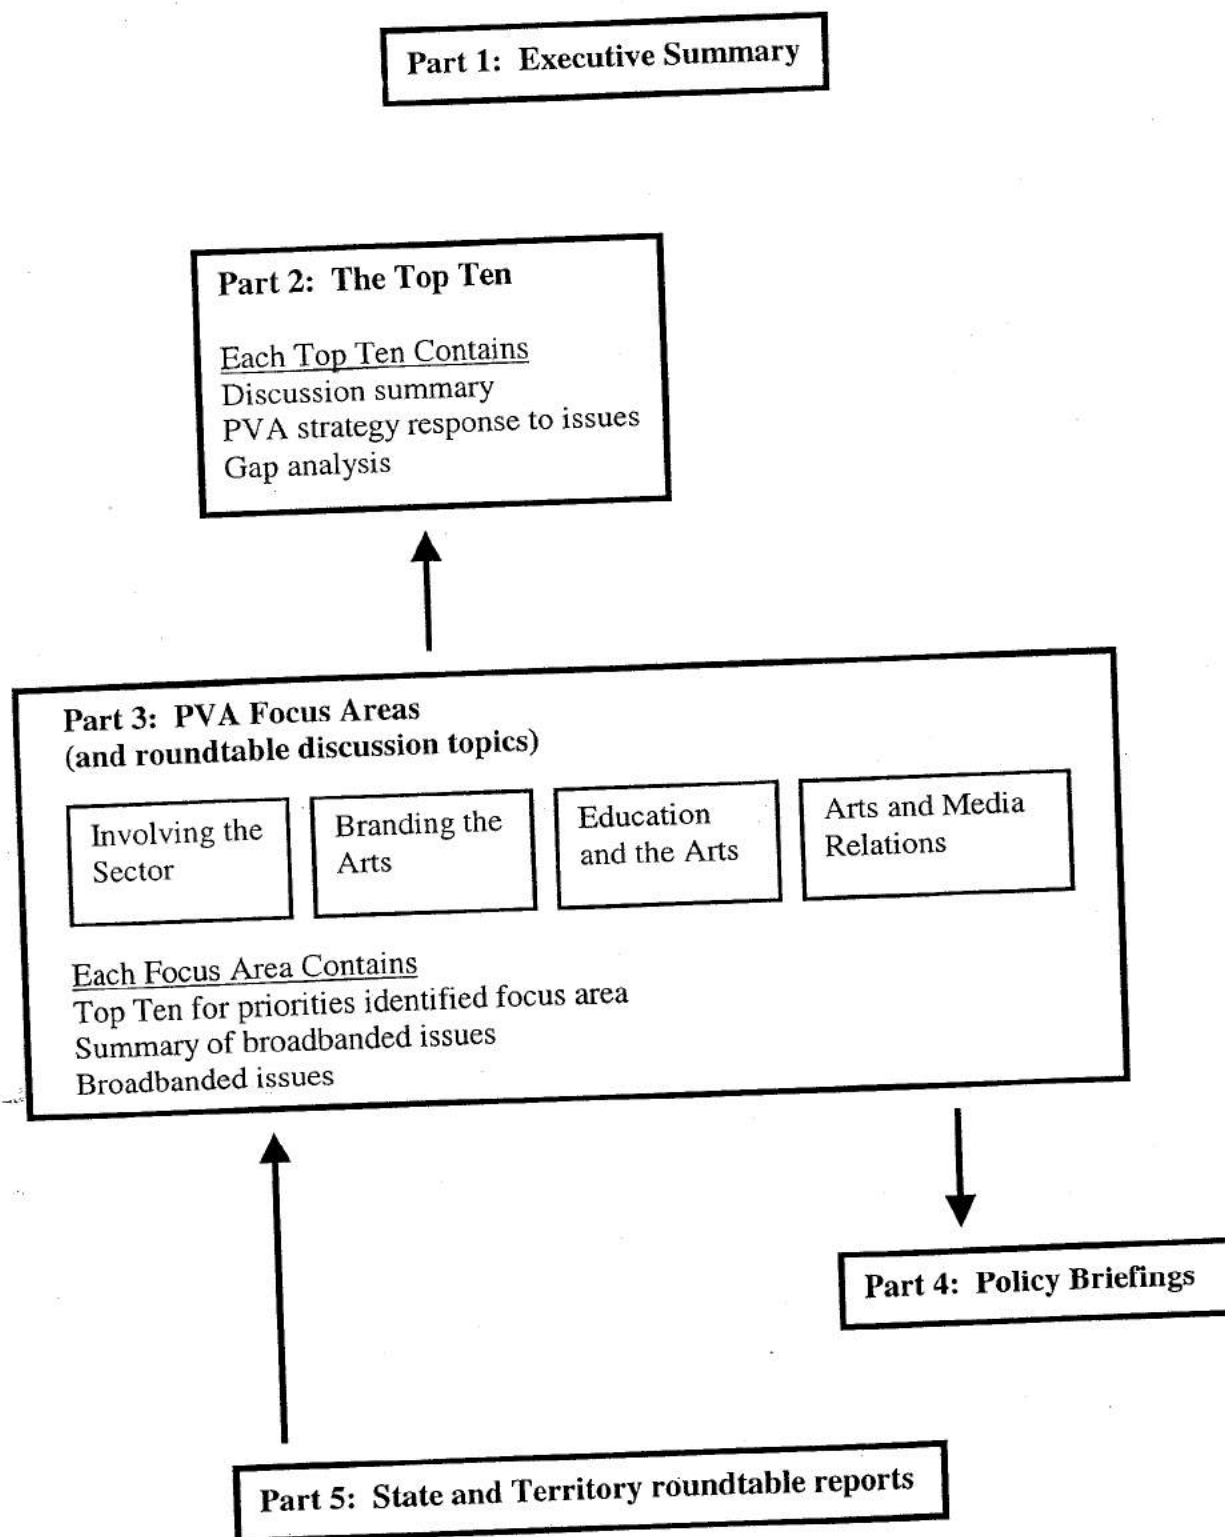 Part 1: Executive Summary
Part 2: The Top Ten
Each Top Ten Contains
Discussion summary
PVA strategy response to issues
Gap analysis
Part 3: PVA Focus Areas
(and roundtable discussion topics)
Involving the
Sector
Branding the
Arts
Education
and the Arts
Arts and Media
Relations
Each Focus Area Contains
Top Ten for priorities identified focus area
Summary of broadbanded issues
Broadbanded issues
Part 4: Policy Briefings
Part 5: State and Territory roundtable reports